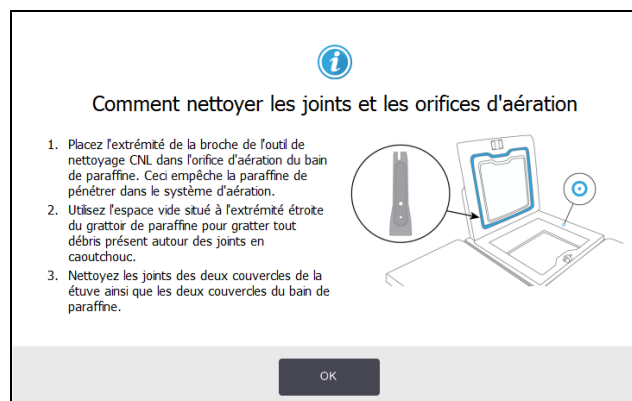 Comment nettoyer les joints et les orifices d'aération
1. Placez l'extrémité de la broche de l'outil de
nettoyage CNL dans l'orifice d'aération du bain
de paraffine. Ceci empêche la paraffine de
pénétrer dans le système d'aération.
2. Utilisez l'espace vide situé à l'extrémité étroite
du grattoir de paraffine pour gratter tout
débris présent autour des joints en
caoutchouc.
3. Nettoyez les joints des deux couvercles de la
étuve ainsi que les deux couvercles du bain de
paraffine.
OK